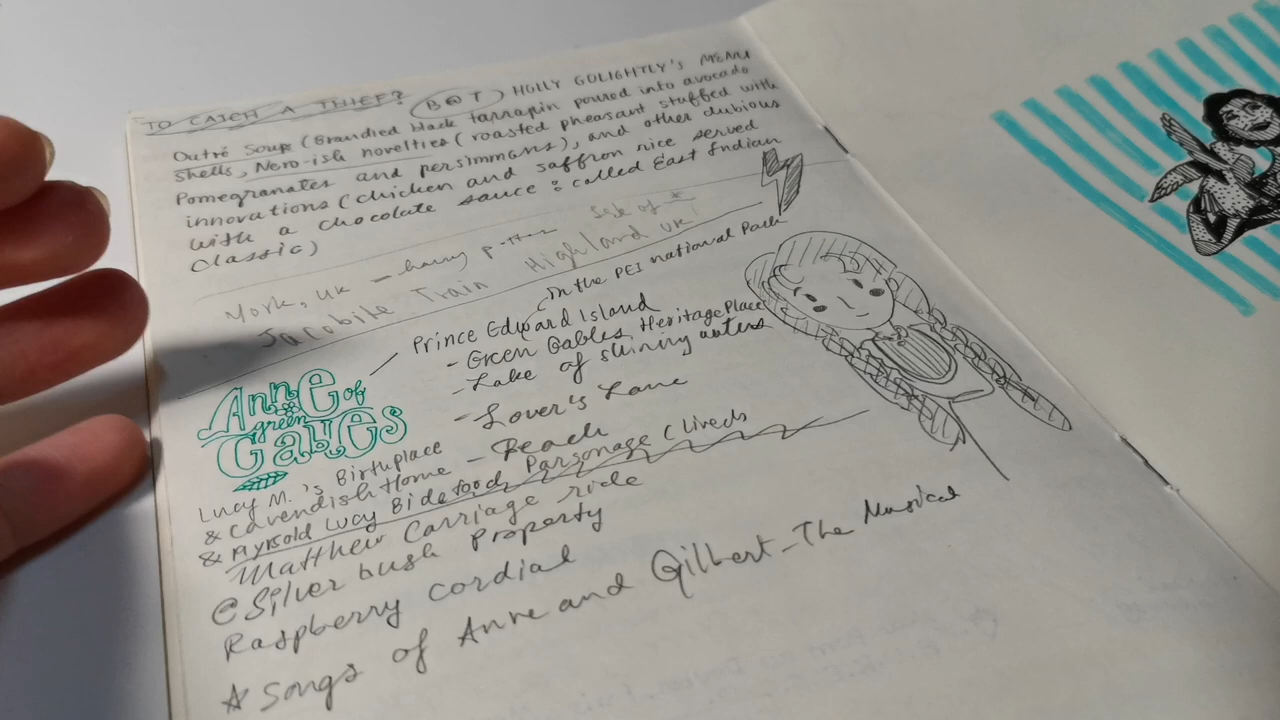 TO CATCH A THIEF?
B@T HOLLY GOLIGHTLY'S MENU
Outré Soup (Brandied black tarrapin poured into avocado
shells, Nero-ish novelties (roasted pheasant stuffed with
Pomegranates and persimmons), and other dubious
innovations (chicken and saffron rice served
with a chocolate sauce : called East Indian
classic)
York, UK – harry potter
Isle of
Jacobite Train Highland UK
in the PEI national Park
Prince Edward Island
- Green Gables Heritage Place
- Lake of shining waters
- Lover's Lane
Anne of
green
Gables
Lucy M.'s Birthplace
& Cavendish Home – Beach
& Lucy Bideford Parsonage (lived)
Matthew Carriage ride
@ Silver bush Property
Raspberry cordial
☆ Songs of Anne and Gilbert - The Musical